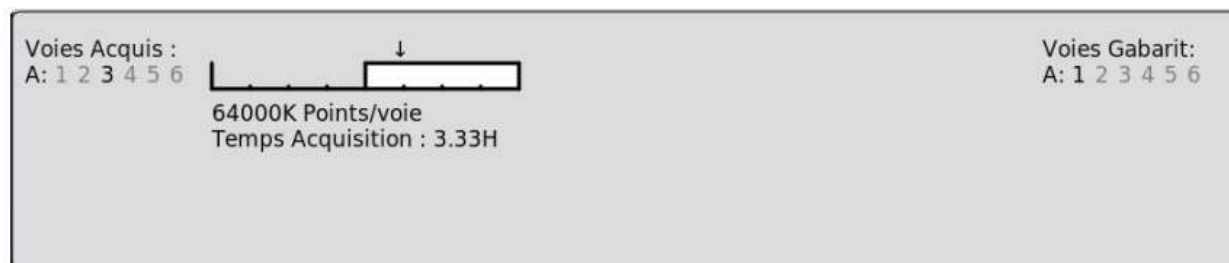 Voies Acquis :
A: 1 2 3 4 5 6
↓
64000K Points/voie
Temps Acquisition : 3.33H
Voies Gabarit:
A: 1 2 3 4 5 6